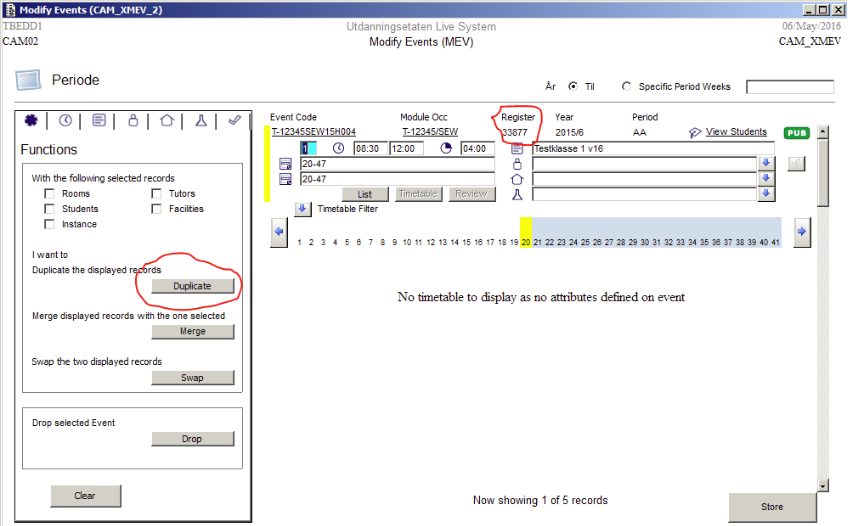 Modify Events (CAM_XMEV_2)
TBEDD1 Utdanningsetaten Live System 06/May/2016
CAM02 Modify Events (MEV) CAM_XMEV
Periode
År Til Specific Period Weeks
Functions
With the following selected records
Rooms Tutors
Students Facilities
Instance
I want to
Duplicate the displayed records
Duplicate
Merge displayed records with the one selected
Merge
Swap the two displayed records
Swap
Drop selected Event
Drop
Clear
Event Code Module Occ Register Year Period
T-12345SEW15H004 T-12345/SEW 33877 2015/6 AA View Students PUB
1 08:30 12:00 04:00 Testklasse 1 v16
20-47
20-47
List Timetable Review
Timetable Filter
1 2 3 4 5 6 7 8 9 10 11 12 13 14 15 16 17 18 19 20 21 22 23 24 25 26 27 28 29 30 31 32 33 34 35 36 37 38 39 40 41
No timetable to display as no attributes defined on event
Now showing 1 of 5 records
Store